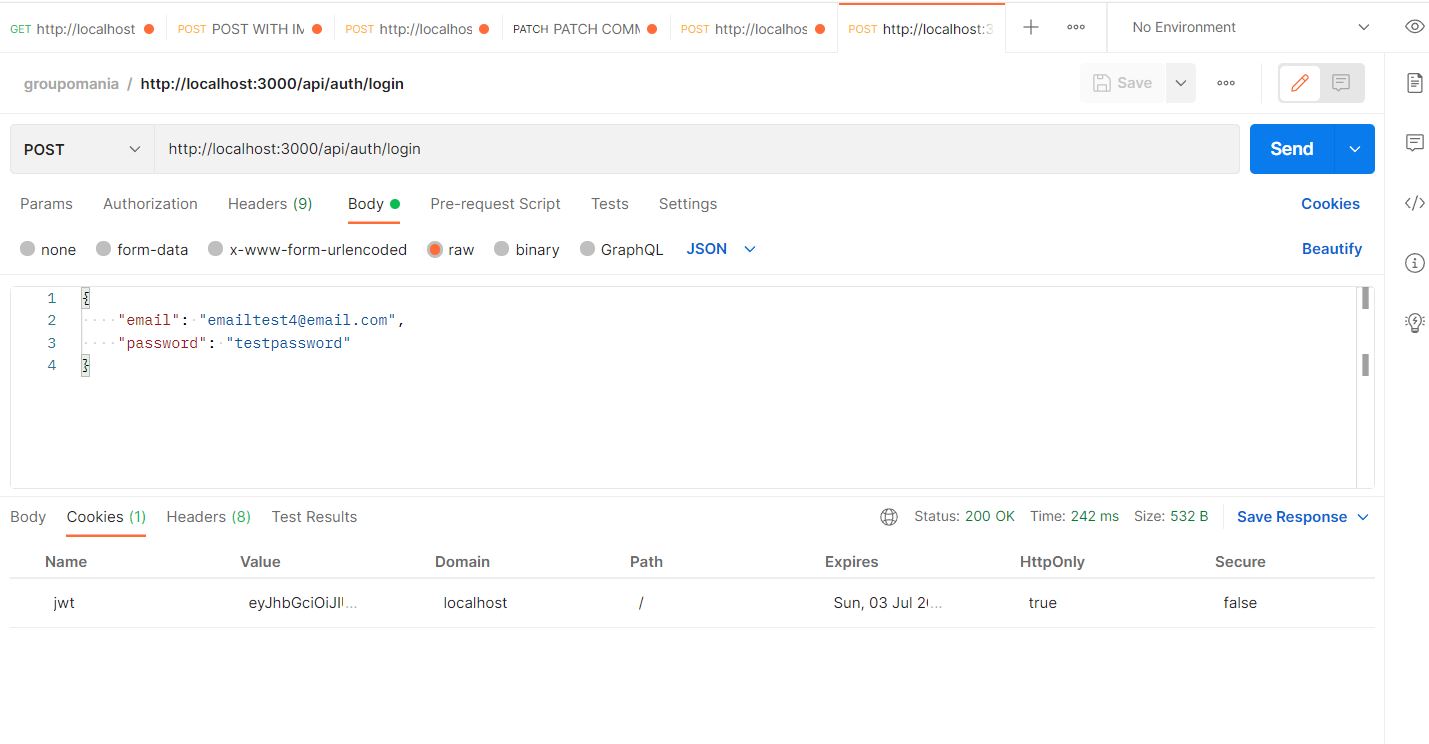 GET http://localhost POST POST WITH IM POST http://localhos PATCH PATCH COMM POST http://localhos POST http://localhost:3 No Environment
groupomania / http://localhost:3000/api/auth/login Save
POST http://localhost:3000/api/auth/login Send
Params Authorization Headers (9) Body Pre-request Script Tests Settings Cookies
none form-data x-www-form-urlencoded raw binary GraphQL JSON Beautify
1 {
2 "email": "emailtest4@email.com",
3 "password": "testpassword"
4 }
Body Cookies (1) Headers (8) Test Results Status: 200 OK Time: 242 ms Size: 532 B Save Response
Name Value Domain Path Expires HttpOnly Secure
jwt localhost / Sun, 03 Jul true false